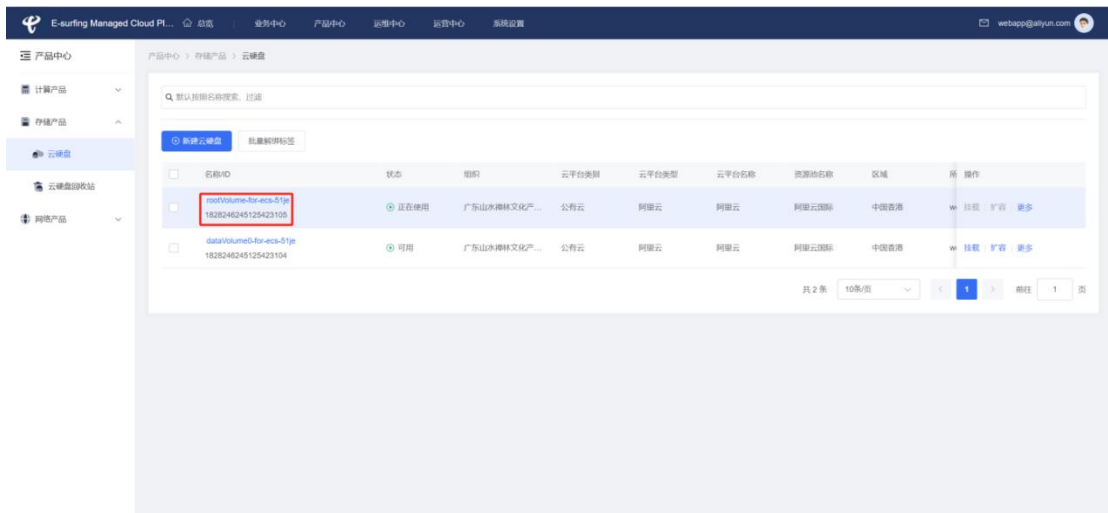 E-surfing Managed Cloud Pl... 总览 业务中心 产品中心 运维中心 运营中心 系统设置 webapp@aliyun.com
产品中心
产品中心 > 存储产品 > 云硬盘
计算产品
默认按照名称搜索、过滤
存储产品
新建云硬盘 批量解绑标签
云硬盘
名称/ID 状态 组织 云平台类别 云平台类型 云平台名称 资源池名称 区域 所 操作
云硬盘回收站
rootVolume-for-ecs-51je
1828246245125423105
正在使用 广东山水禅林文化产... 公有云 阿里云 阿里云 阿里云国际 中国香港 we 挂载 扩容 更多
网络产品
dataVolume0-for-ecs-51je
1828246245125423104
可用 广东山水禅林文化产... 公有云 阿里云 阿里云 阿里云国际 中国香港 we 挂载 扩容 更多
共 2 条 10条/页 < 1 > 前往 1 页